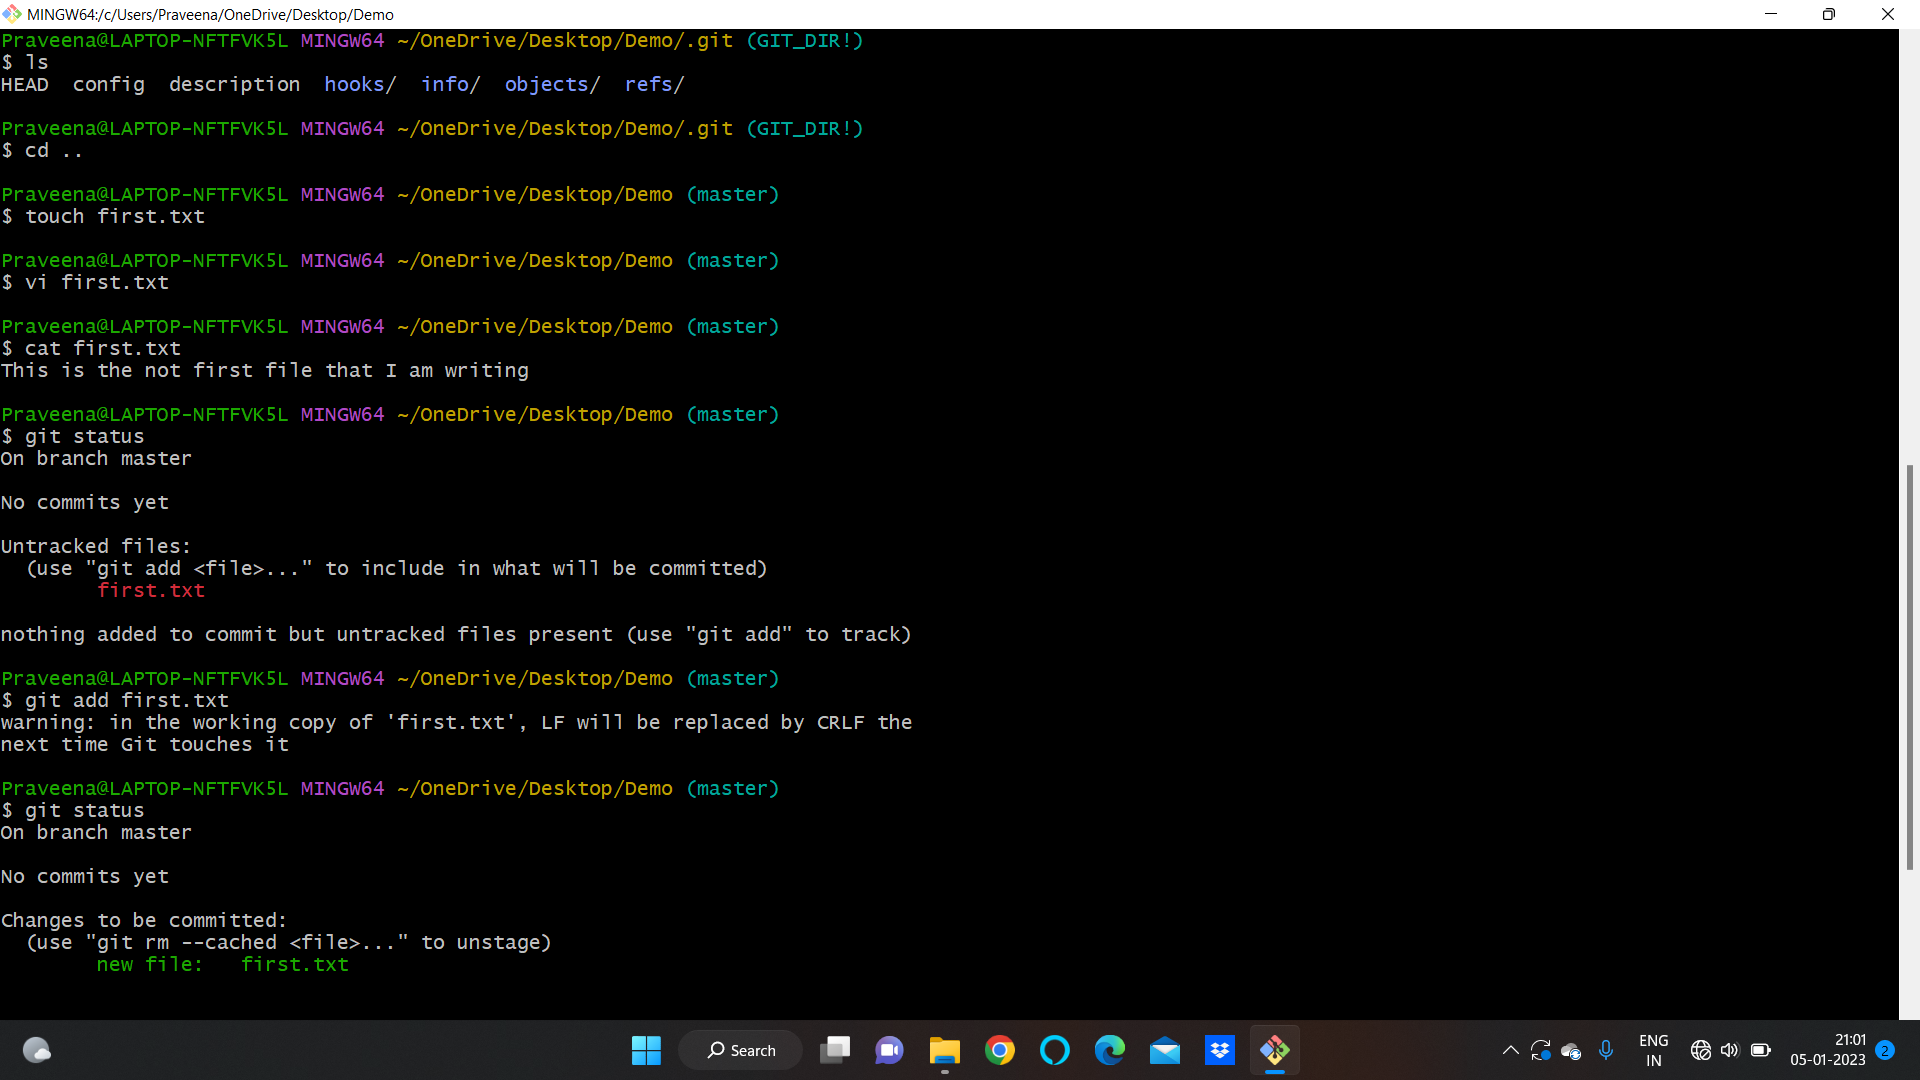 MINGW64:/c/Users/Praveena/OneDrive/Desktop/Demo
Praveena@LAPTOP-NFTFVK5L MINGW64 ~/OneDrive/Desktop/Demo/.git (GIT_DIR!)
$ ls
HEAD  config  description  hooks/  info/  objects/  refs/
Praveena@LAPTOP-NFTFVK5L MINGW64 ~/OneDrive/Desktop/Demo/.git (GIT_DIR!)
$ cd ..
Praveena@LAPTOP-NFTFVK5L MINGW64 ~/OneDrive/Desktop/Demo (master)
$ touch first.txt
Praveena@LAPTOP-NFTFVK5L MINGW64 ~/OneDrive/Desktop/Demo (master)
$ vi first.txt
Praveena@LAPTOP-NFTFVK5L MINGW64 ~/OneDrive/Desktop/Demo (master)
$ cat first.txt
This is the not first file that I am writing
Praveena@LAPTOP-NFTFVK5L MINGW64 ~/OneDrive/Desktop/Demo (master)
$ git status
On branch master
No commits yet
Untracked files:
  (use "git add <file>..." to include in what will be committed)
        first.txt
nothing added to commit but untracked files present (use "git add" to track)
Praveena@LAPTOP-NFTFVK5L MINGW64 ~/OneDrive/Desktop/Demo (master)
$ git add first.txt
warning: in the working copy of 'first.txt', LF will be replaced by CRLF the
next time Git touches it
Praveena@LAPTOP-NFTFVK5L MINGW64 ~/OneDrive/Desktop/Demo (master)
$ git status
On branch master
No commits yet
Changes to be committed:
  (use "git rm --cached <file>..." to unstage)
        new file:   first.txt
Search
ENG
IN
21:01
05-01-2023
2